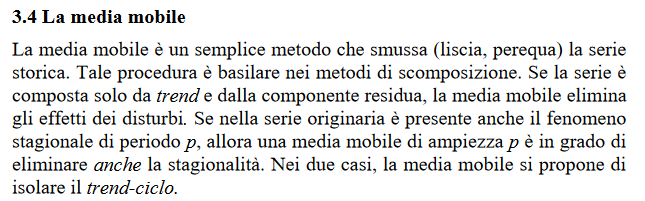 3.4 La media mobile
La media mobile è un semplice metodo che smussa (liscia, perequa) la serie
storica. Tale procedura è basilare nei metodi di scomposizione. Se la serie è
composta solo da trend e dalla componente residua, la media mobile elimina
gli effetti dei disturbi. Se nella serie originaria è presente anche il fenomeno
stagionale di periodo p, allora una media mobile di ampiezza p è in grado di
eliminare anche la stagionalità. Nei due casi, la media mobile si propone di
isolare il trend-ciclo.